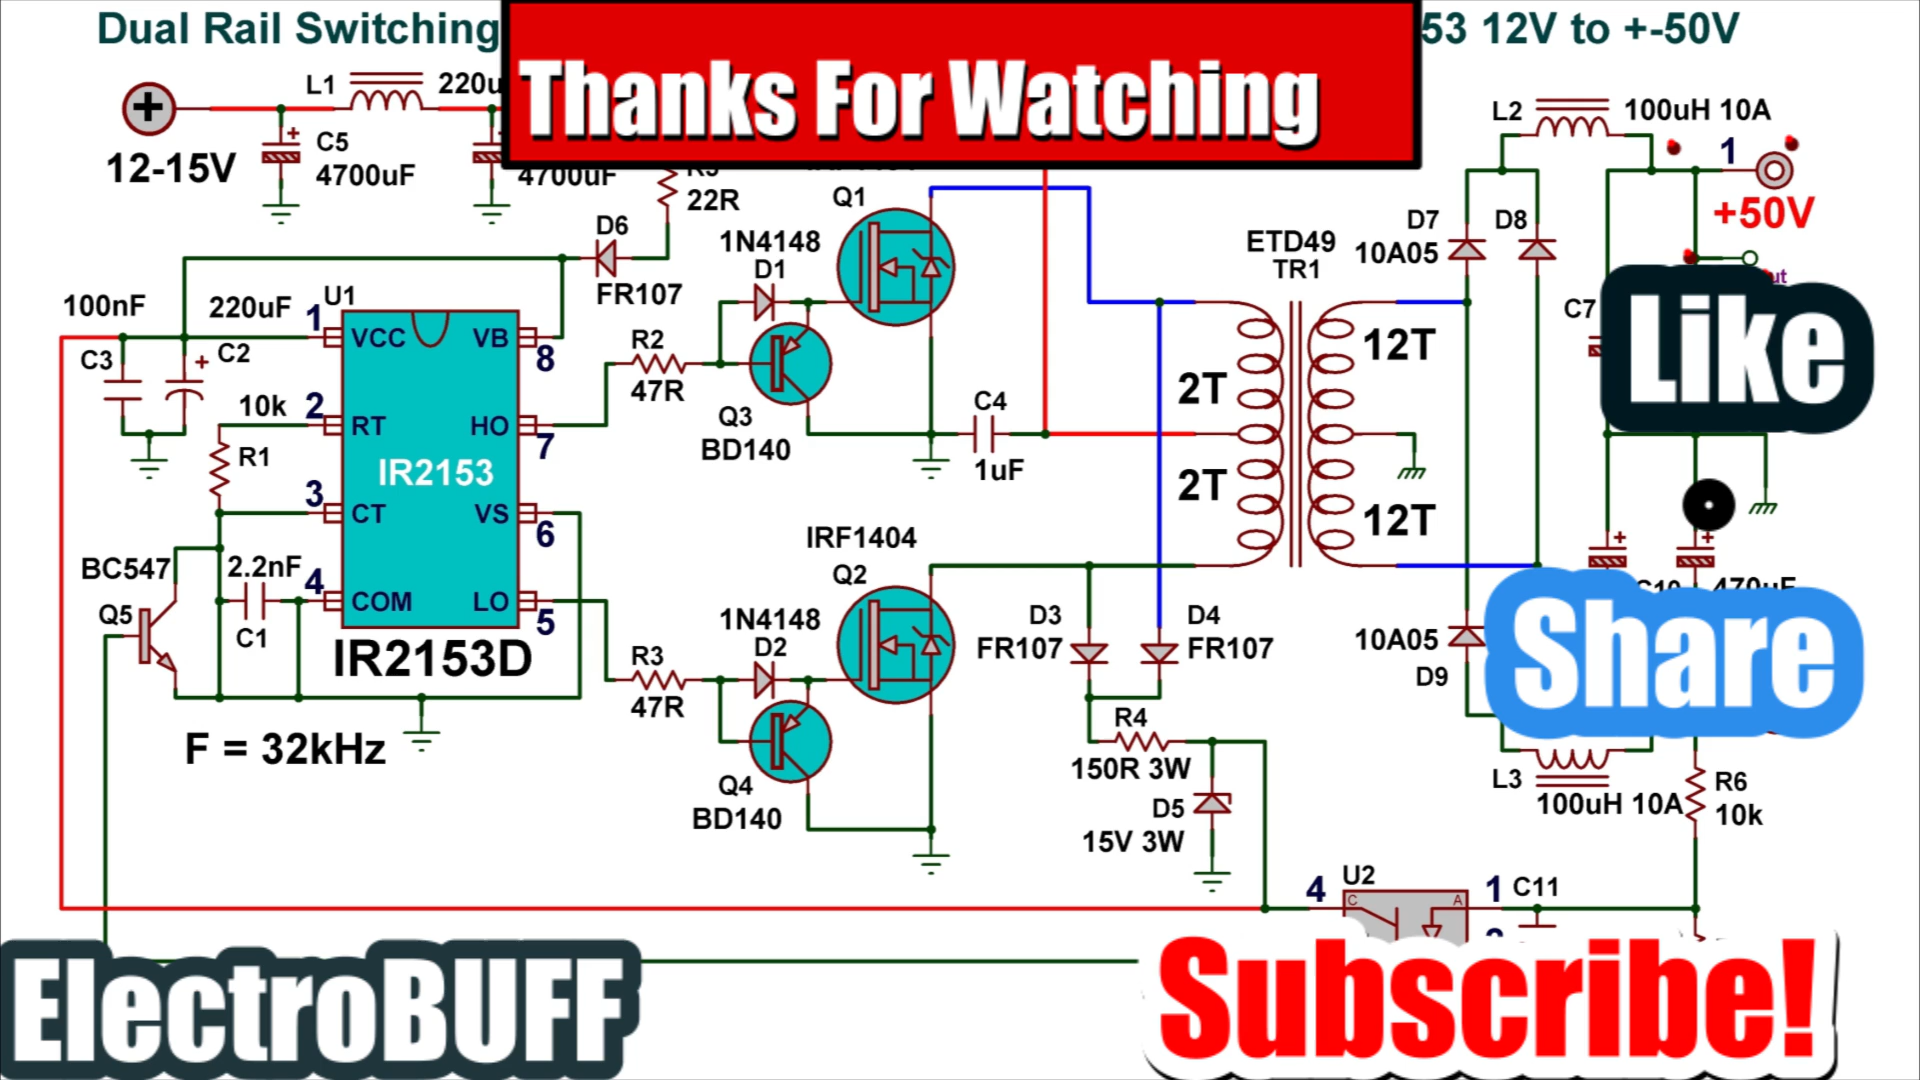 Dual Rail Switching
53 12V to +-50V
Thanks For Watching
L1
220u
12-15V
C5
4700uF
4700uF
22R
Q1
D6
FR107
1N4148
D1
L2
100uH 10A
1
+50V
D7
D8
10A05
ETD49
TR1
100nF
220uF
U1
C3
C2
1
VCC
VB
8
10k
2
RT
HO
7
R1
IR2153
3
CT
VS
6
BC547
2.2nF
4
COM
LO
5
Q5
C1
IR2153D
F = 32kHz
R2
47R
Q3
BD140
C4
1uF
2T
2T
12T
12T
C7
Like
IRF1404
Q2
1N4148
D2
R3
47R
Q4
BD140
D3
FR107
D4
FR107
R4
150R 3W
D5
15V 3W
10A05
D9
C10
470uF
Share
L3
100uH 10A
R6
10k
4
U2
1
C11
C
A
ElectroBUFF
Subscribe!